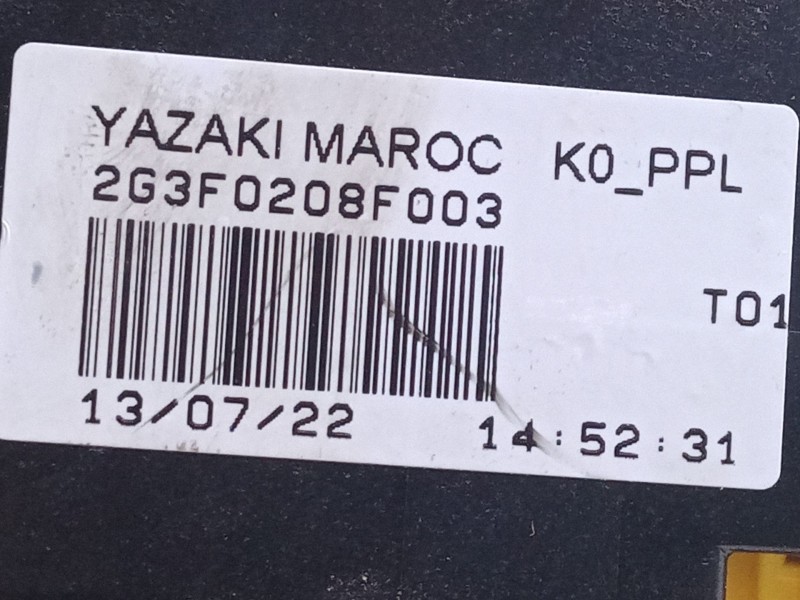 YAZAKI MAROC K0_PPL
2G3F0208F003
T01
13/07/22 14:52:31